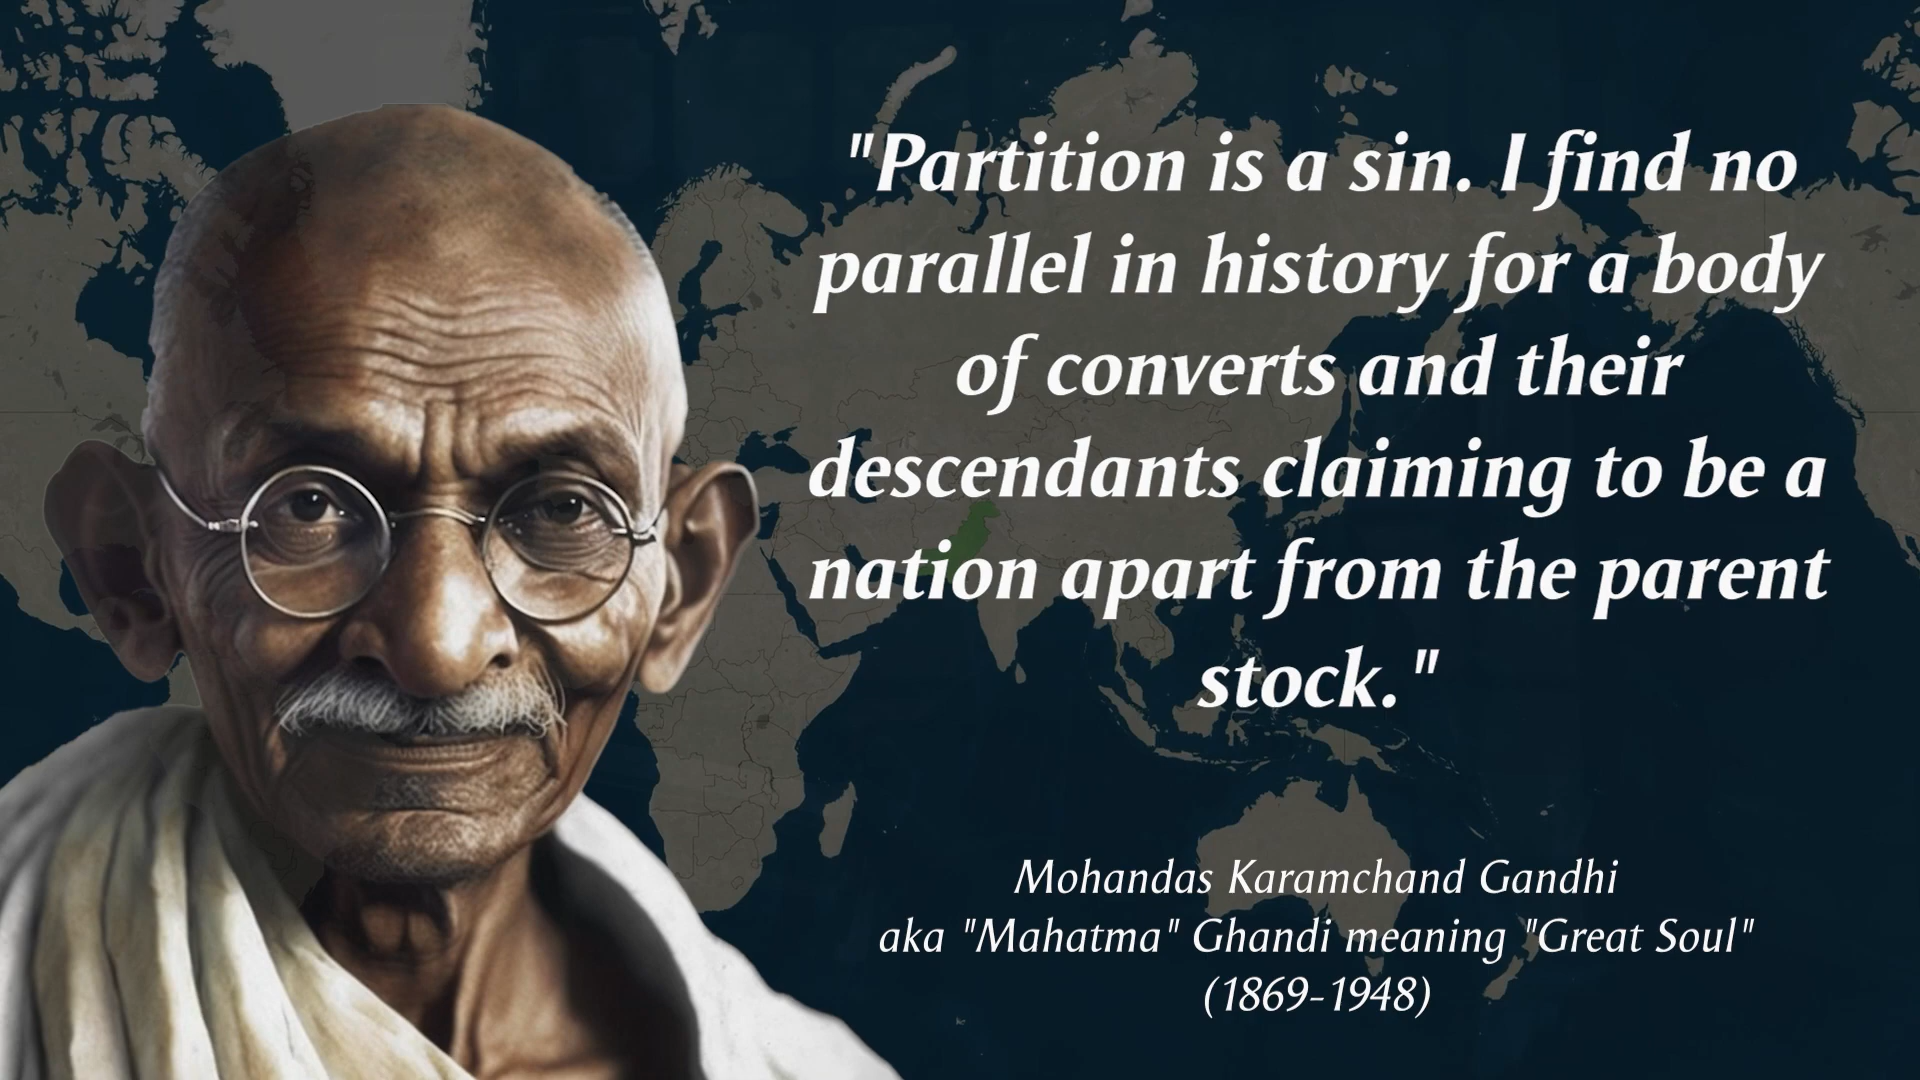 "Partition is a sin. I find no
parallel in history for a body
of converts and their
descendants claiming to be a
nation apart from the parent
stock."
Mohandas Karamchand Gandhi
aka "Mahatma" Ghandi meaning "Great Soul"
(1869-1948)